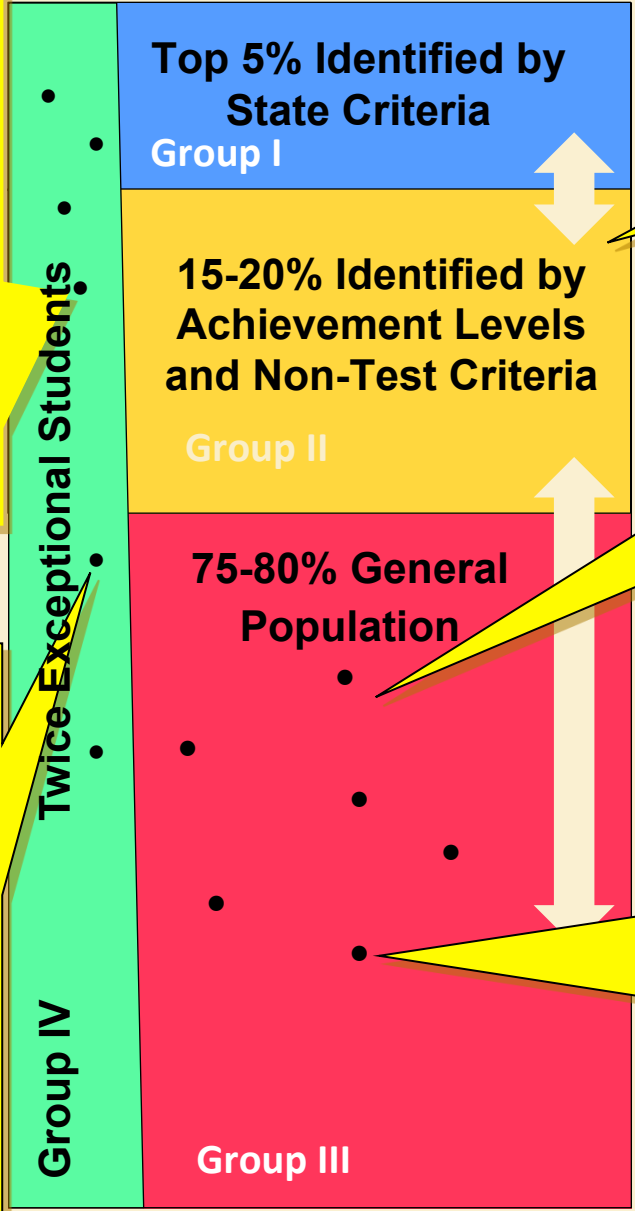 Top 5% Identified by
State Criteria
Group I
15-20% Identified by
Achievement Levels
and Non-Test Criteria
Group II
75-80% General
Population
Group III
Twice Exceptional Students
Group IV